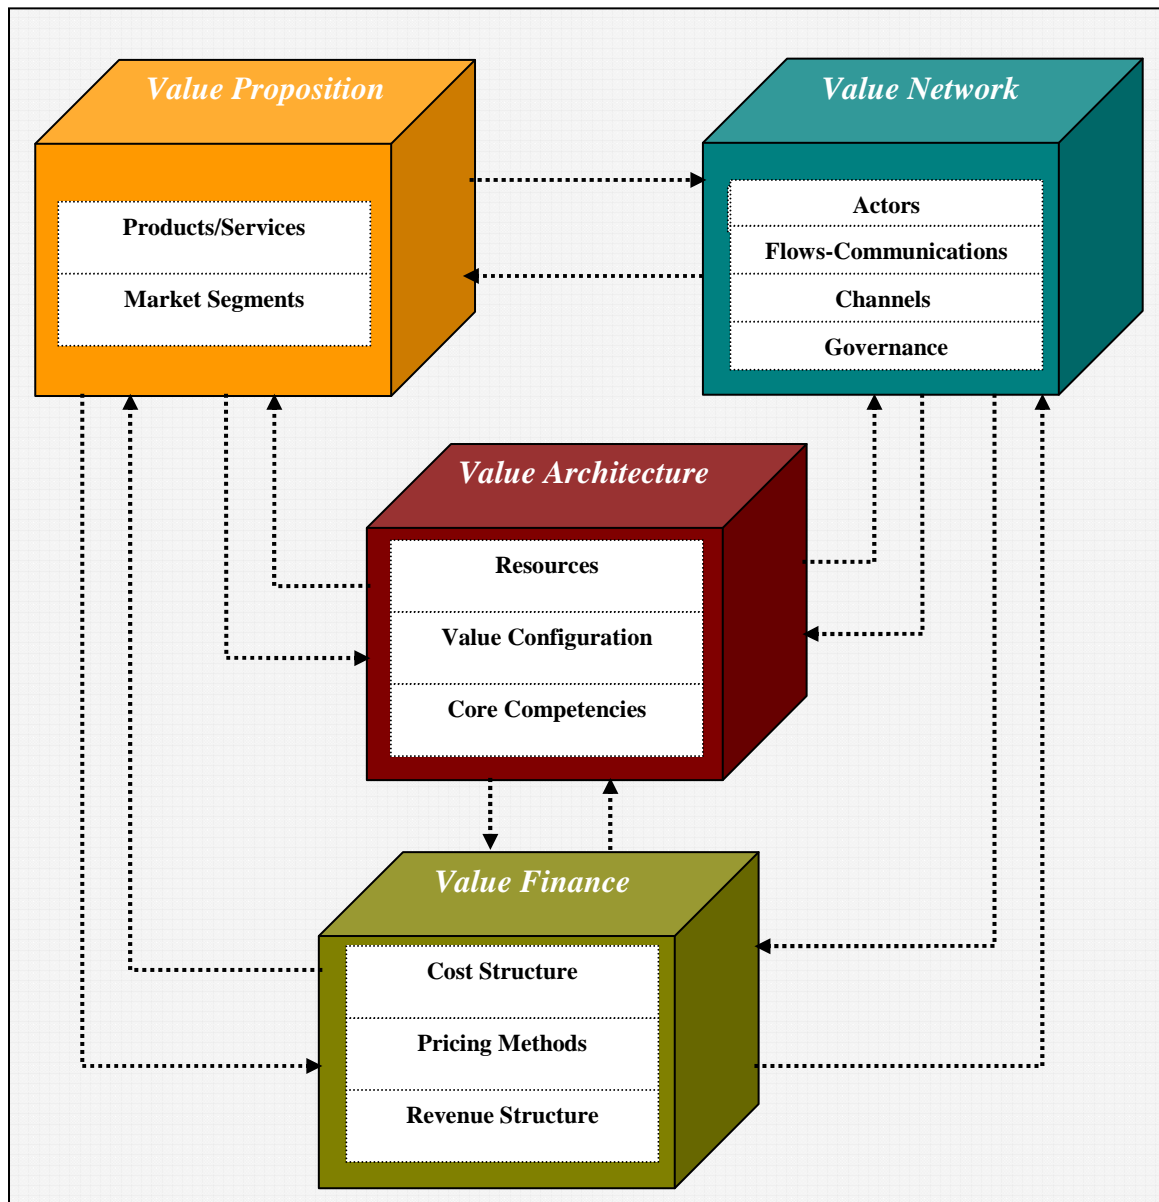 Value Proposition
Products/Services
Market Segments
Value Network
Actors
Flows-Communications
Channels
Governance
Value Architecture
Resources
Value Configuration
Core Competencies
Value Finance
Cost Structure
Pricing Methods
Revenue Structure